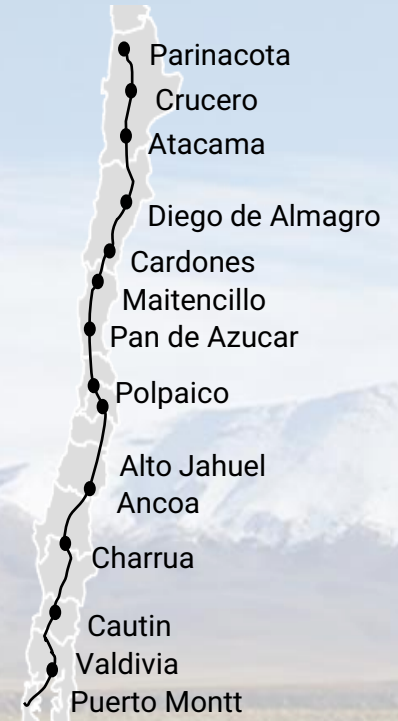 Parinacota
Crucero
Atacama
Diego de Almagro
Cardones
Maitencillo
Pan de Azucar
Polpaico
Alto Jahuel
Ancoa
Charrua
Cautin
Valdivia
Puerto Montt